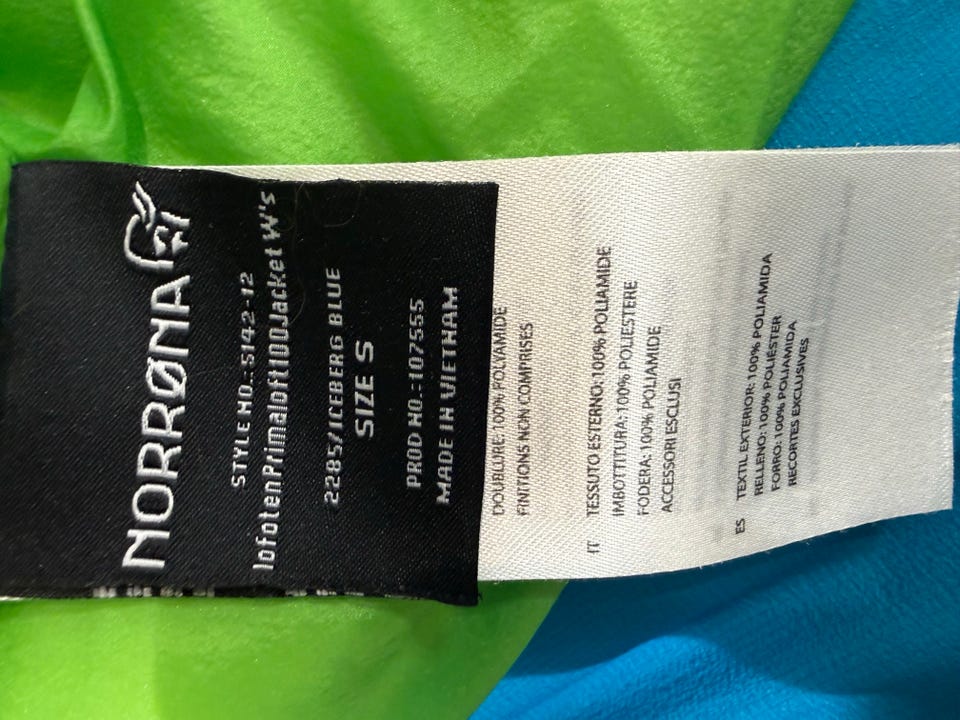 NORRØNA
STYLE NO.:5142-12
lofotenPrimaloft100Jacket W's
2285/ICEBERG BLUE
SIZE S
PROD NO.:107555
MADE IN VIETNAM
DOUBLURE: 100% POLYAMIDE
FINITIONS NON COMPRISES
IT TESSUTO ESTERNO:100% POLIAMIDE
IMBOTTITURA:100% POLIESTERE
FODERA:100% POLIAMIDE
ACCESSORI ESCLUSI
ES TEXTIL EXTERIOR: 100% POLIAMIDA
RELLENO: 100% POLIÉSTER
FORRO: 100% POLIAMIDA
RECORTES EXCLUSIVES